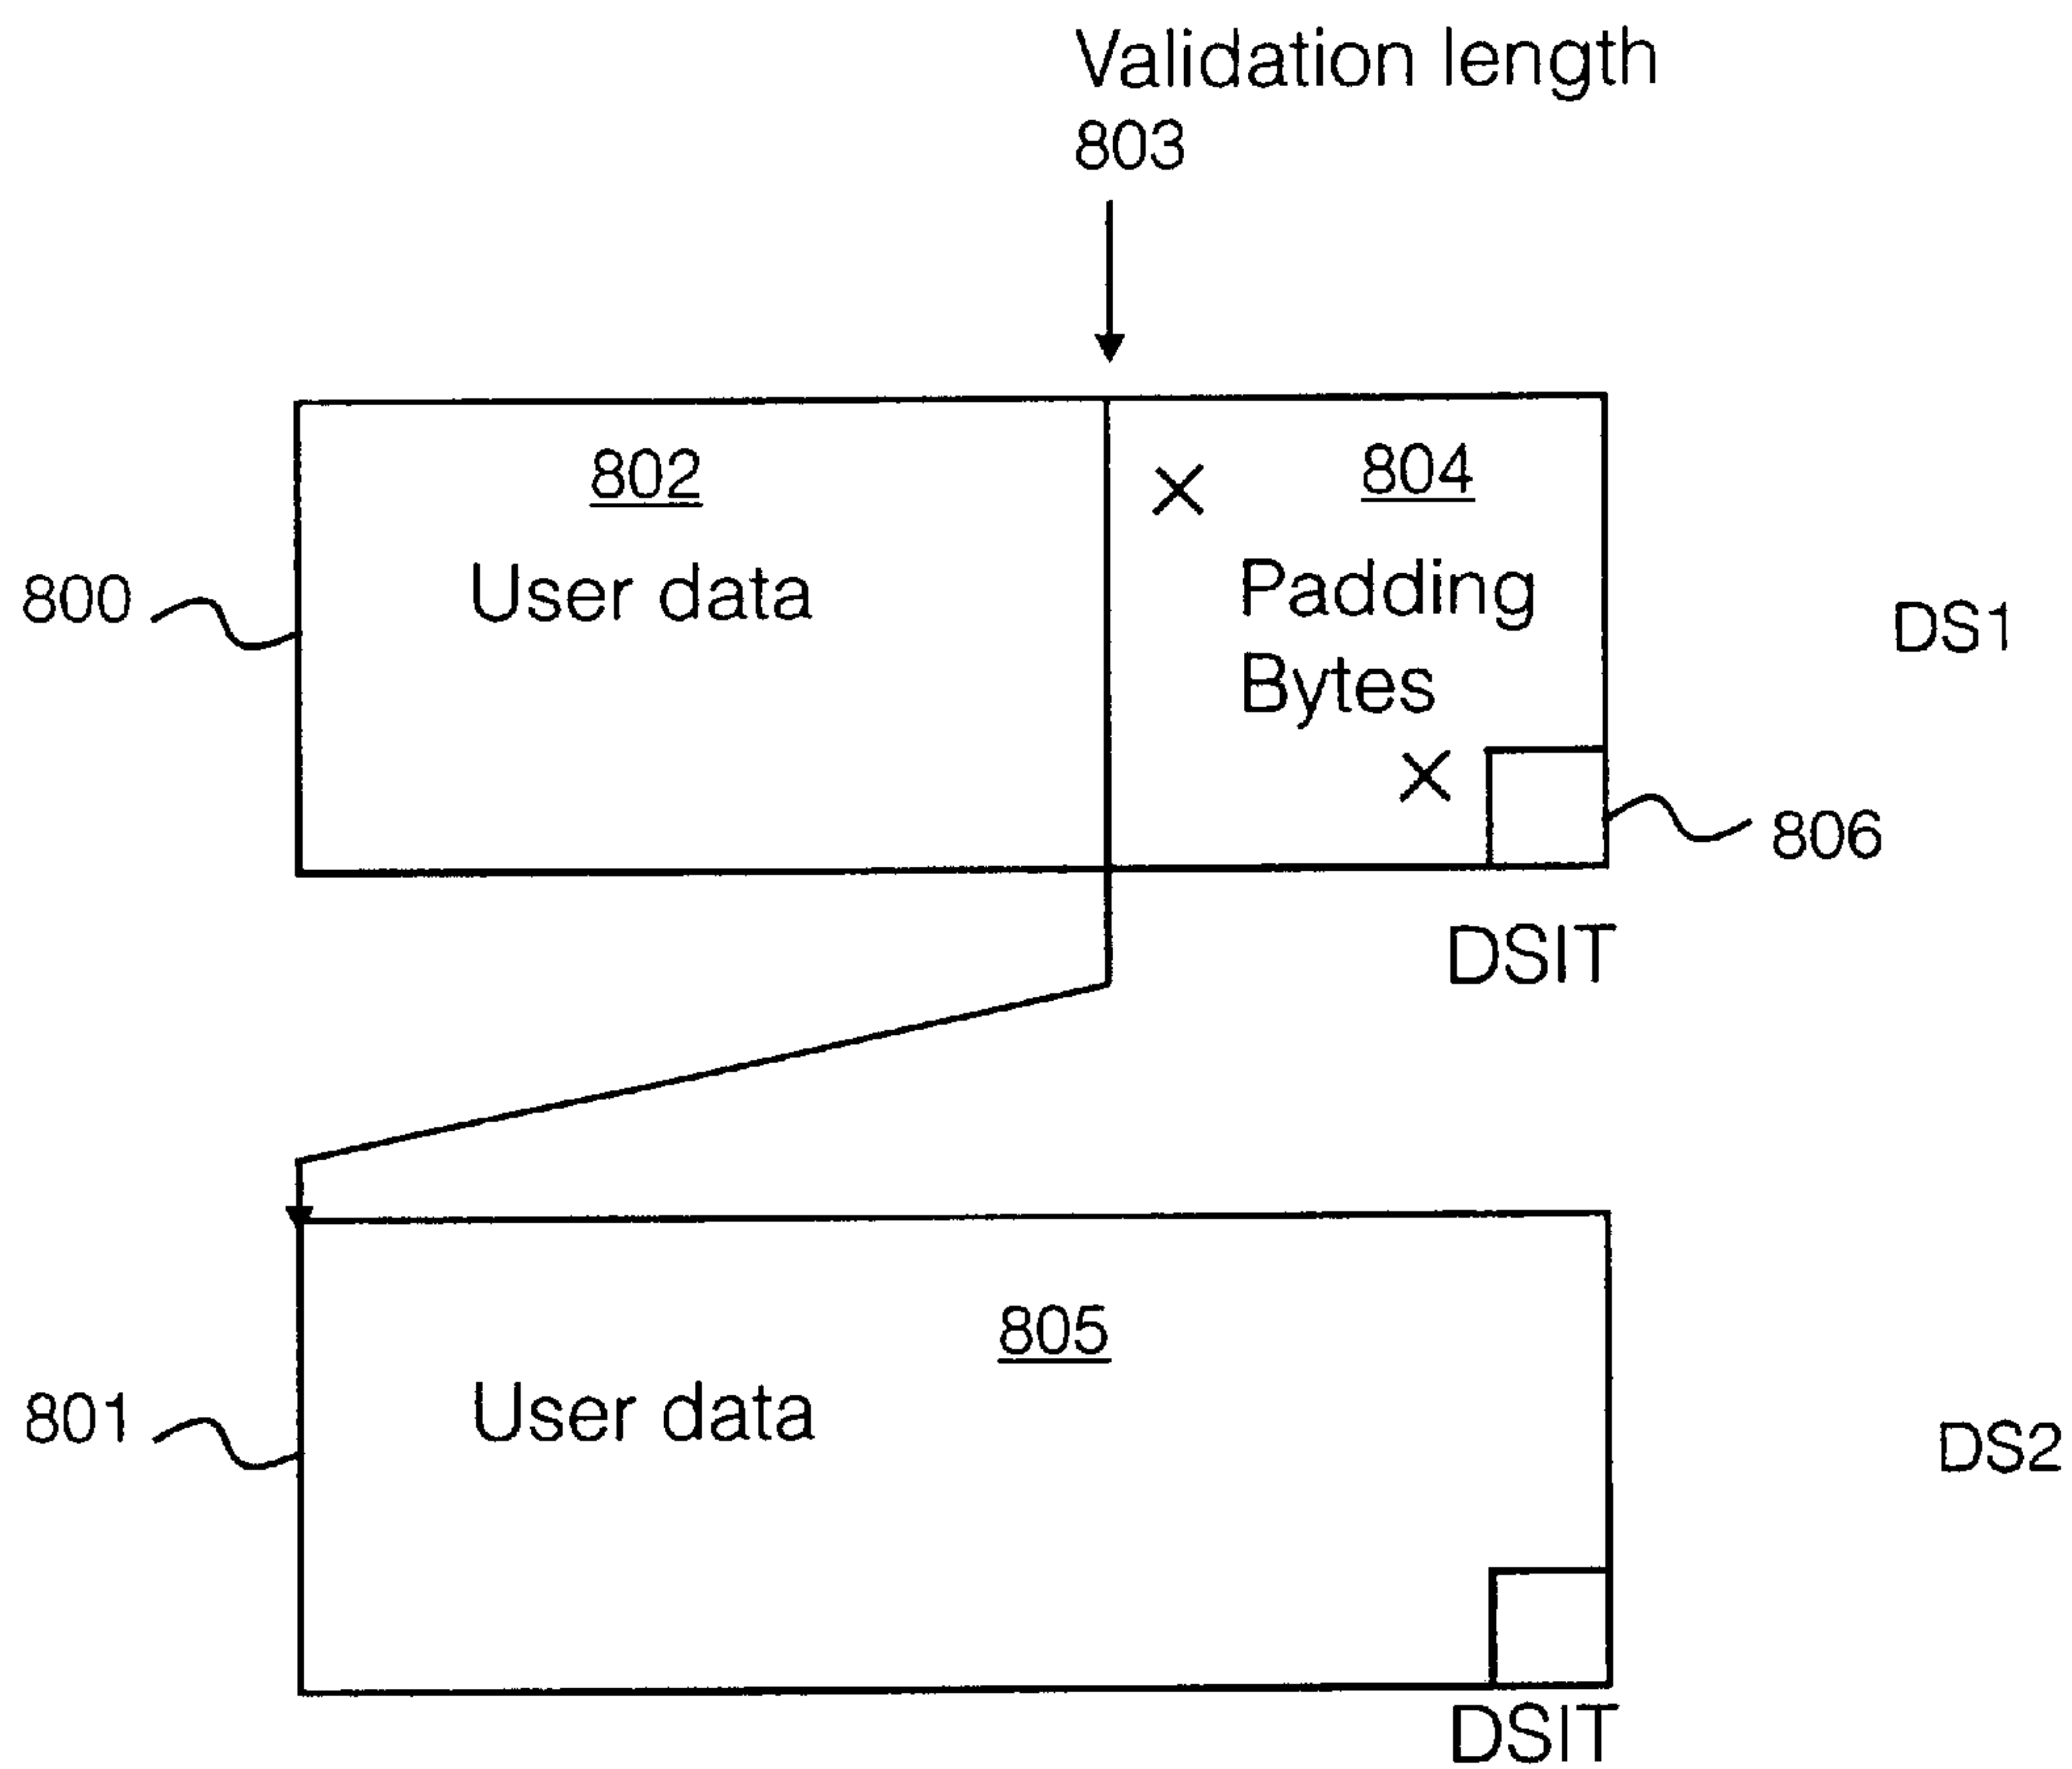 Validation length
803
802
804
User data
Padding
Bytes
800
DS1
806
DSIT
805
User data
801
DS2
DSIT